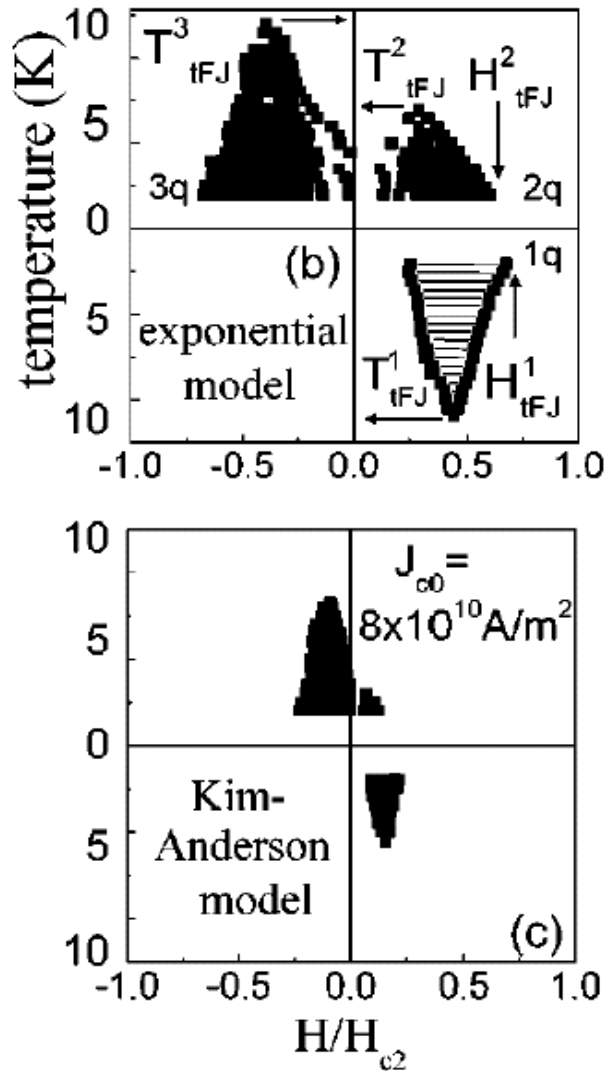 10
T³tFJ
T²tFJ
H²tFJ
5
3q
2q
0
temperature (K)
(b)
1q
5
exponential
model
T¹tFJ
H¹tFJ
10
-1.0 -0.5 0.0 0.5 1.0
10
Jc0=
8x10¹⁰A/m²
5
0
Kim-
Anderson
model
5
(c)
10
-1.0 -0.5 0.0 0.5 1.0
H/Hc2